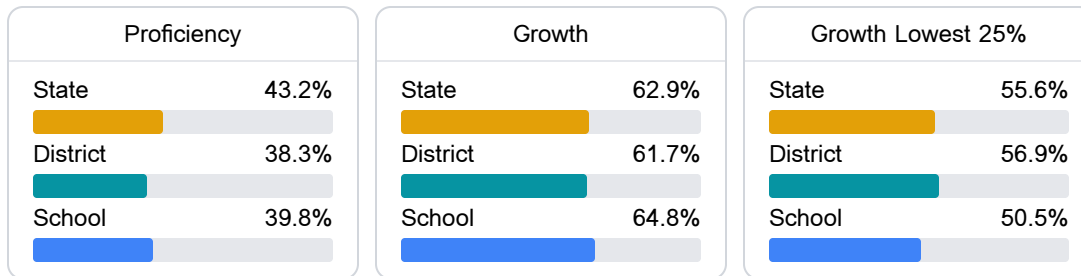 Proficiency
State 43.2%
District 38.3%
School 39.8%
Growth
State 62.9%
District 61.7%
School 64.8%
Growth Lowest 25%
State 55.6%
District 56.9%
School 50.5%